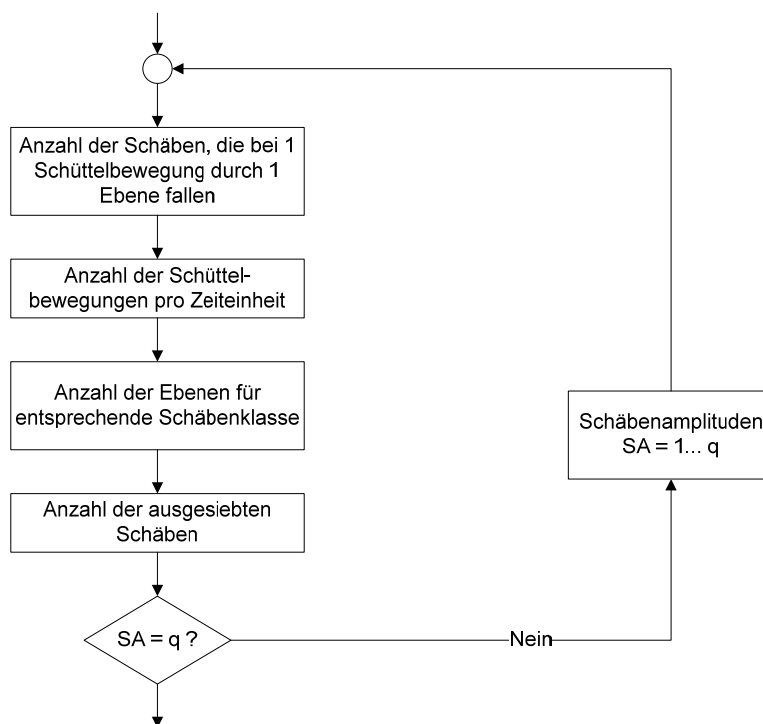 Anzahl der Schäben, die bei 1
Schüttelbewegung durch 1
Ebene fallen
Anzahl der Schüttel-
bewegungen pro Zeiteinheit
Anzahl der Ebenen für
entsprechende Schäbenklasse
Schäbenamplituden
SA = 1... q
Anzahl der ausgesiebten
Schäben
SA = q ?
Nein